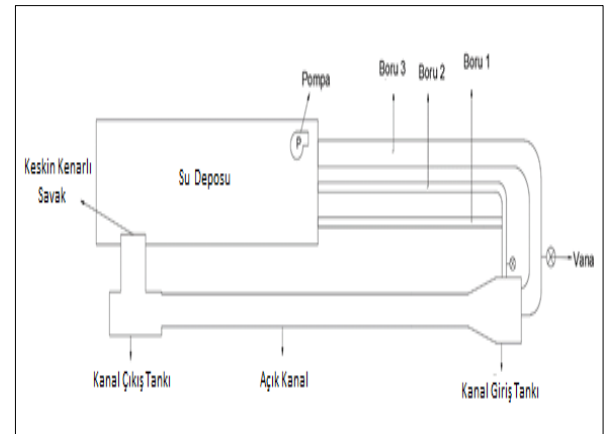 Pompa
Boru 3
Boru 2
Boru 1
P
Keskin Kenarlı
Savak
Su Deposu
Vana
Kanal Çıkış Tankı
Açık Kanal
Kanal Giriş Tankı